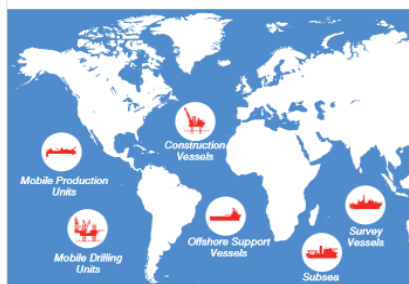 Construction
Vessels
Mobile Production
Units
Survey
Vessels
Offshore Support
Vessels
Mobile Drilling
Units
Subsea